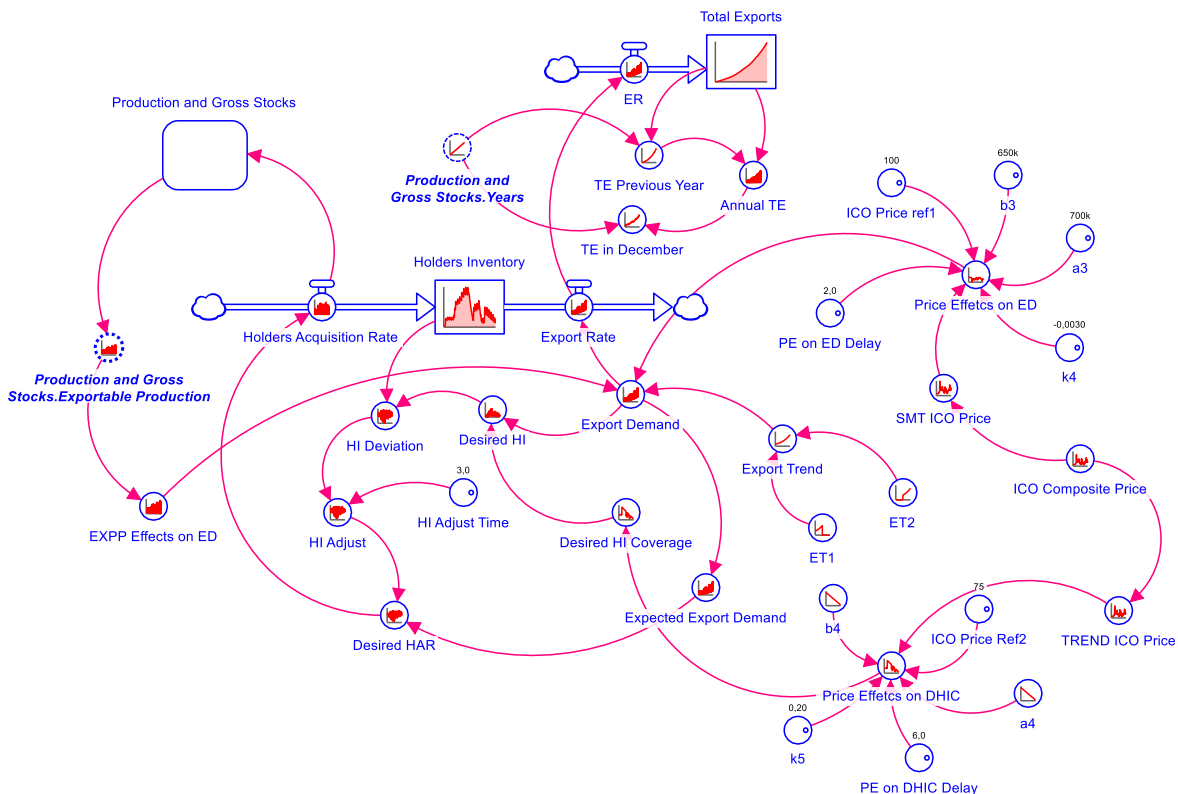 Total Exports
ER
Production and Gross Stocks
Production and
Gross Stocks.Years
TE Previous Year
Annual TE
TE in December
100
ICO Price ref1
650k
b3
700k
a3
Holders Inventory
Price Effetcs on ED
2,0
PE on ED Delay
Holders Acquisition Rate
Export Rate
-0,0030
k4
Production and Gross
Stocks.Exportable Production
SMT ICO Price
Export Demand
HI Deviation
Desired HI
Export Trend
ICO Composite Price
3,0
HI Adjust Time
ET2
EXPP Effects on ED
HI Adjust
Desired HI Coverage
ET1
75
ICO Price Ref2
b4
Expected Export Demand
TREND ICO Price
Desired HAR
Price Effetcs on DHIC
a4
0,20
k5
6,0
PE on DHIC Delay